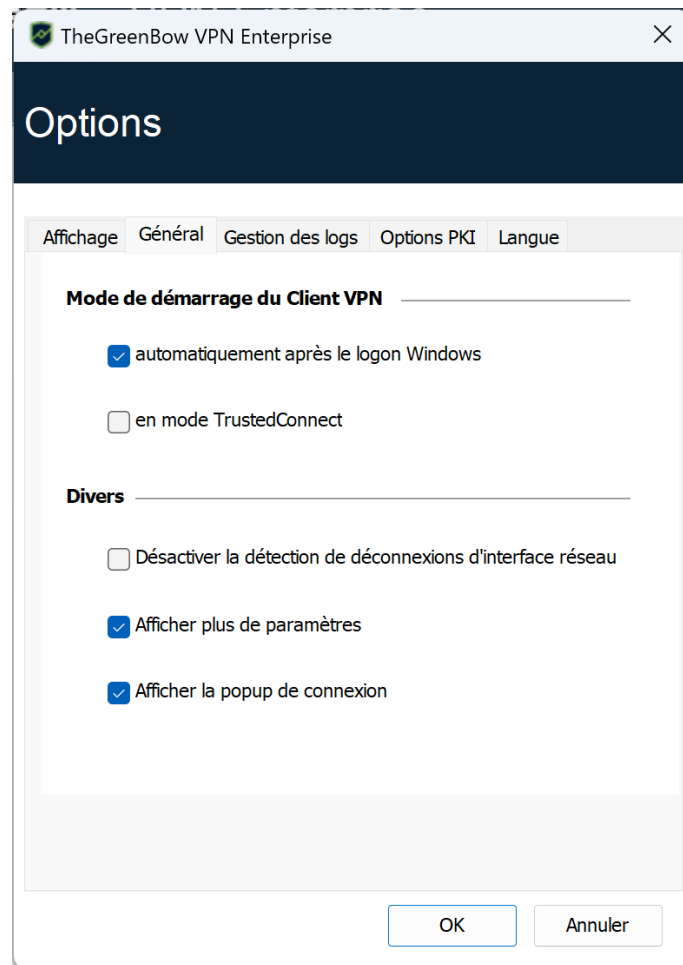 TheGreenBow VPN Enterprise
Options
Affichage Général Gestion des logs Options PKI Langue
Mode de démarrage du Client VPN
automatiquement après le logon Windows
en mode TrustedConnect
Divers
Désactiver la détection de déconnexions d'interface réseau
Afficher plus de paramètres
Afficher la popup de connexion
OK Annuler